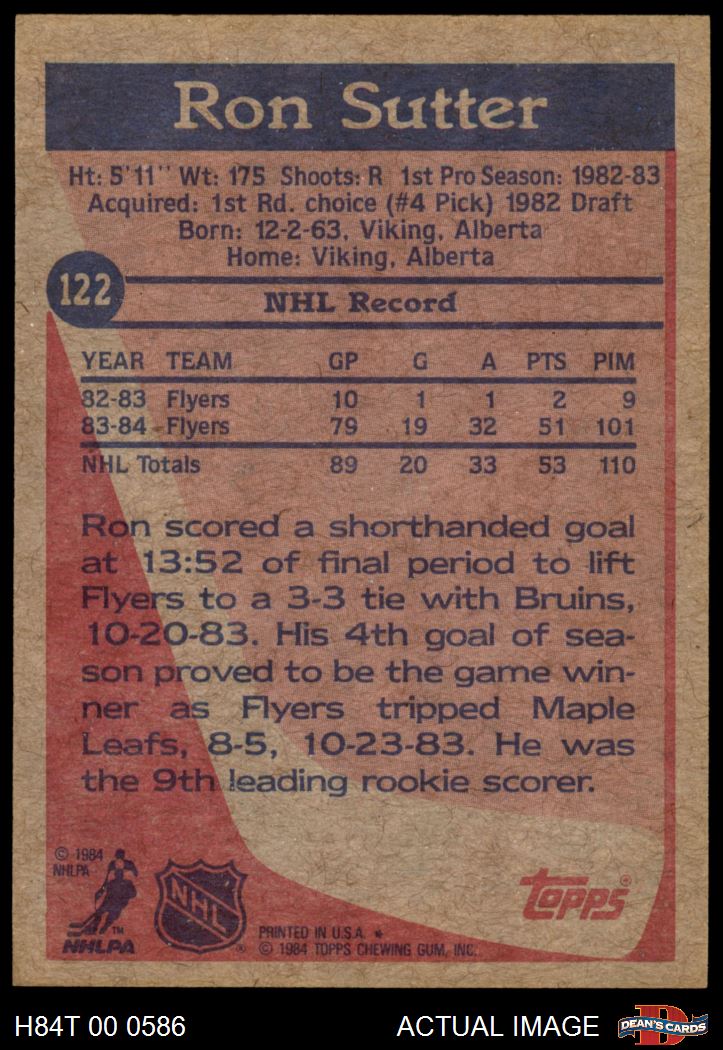 Ron Sutter
Ht: 5'11" Wt: 175 Shoots: R 1st Pro Season: 1982-83
Acquired: 1st Rd. choice (#4 Pick) 1982 Draft
Born: 12-2-63, Viking, Alberta
Home: Viking, Alberta
122
NHL Record
YEAR TEAM GP G A PTS PIM
82-83 Flyers 10 1 1 2 9
83-84 Flyers 79 19 32 51 101
NHL Totals 89 20 33 53 110
Ron scored a shorthanded goal
at 13:52 of final period to lift
Flyers to a 3-3 tie with Bruins,
10-20-83. His 4th goal of sea-
son proved to be the game win-
ner as Flyers tripped Maple
Leafs, 8-5, 10-23-83. He was
the 9th leading rookie scorer.
© 1984
NHLPA
TM
NHLPA
NHL
®
topps®
PRINTED IN U.S.A. *
© 1984 TOPPS CHEWING GUM, INC.
H84T 00 0586
ACTUAL IMAGE
D
DEAN'S CARDS